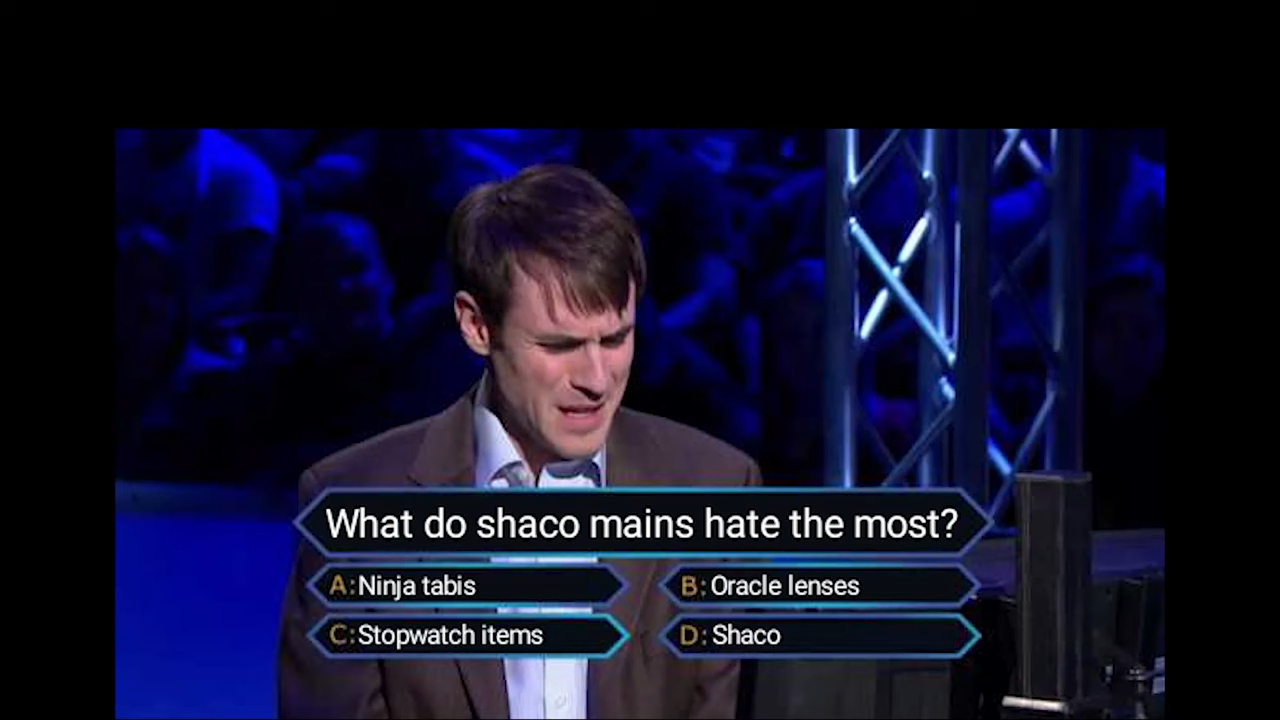 What do shaco mains hate the most?
A: Ninja tabis
B: Oracle lenses
C: Stopwatch items
D: Shaco